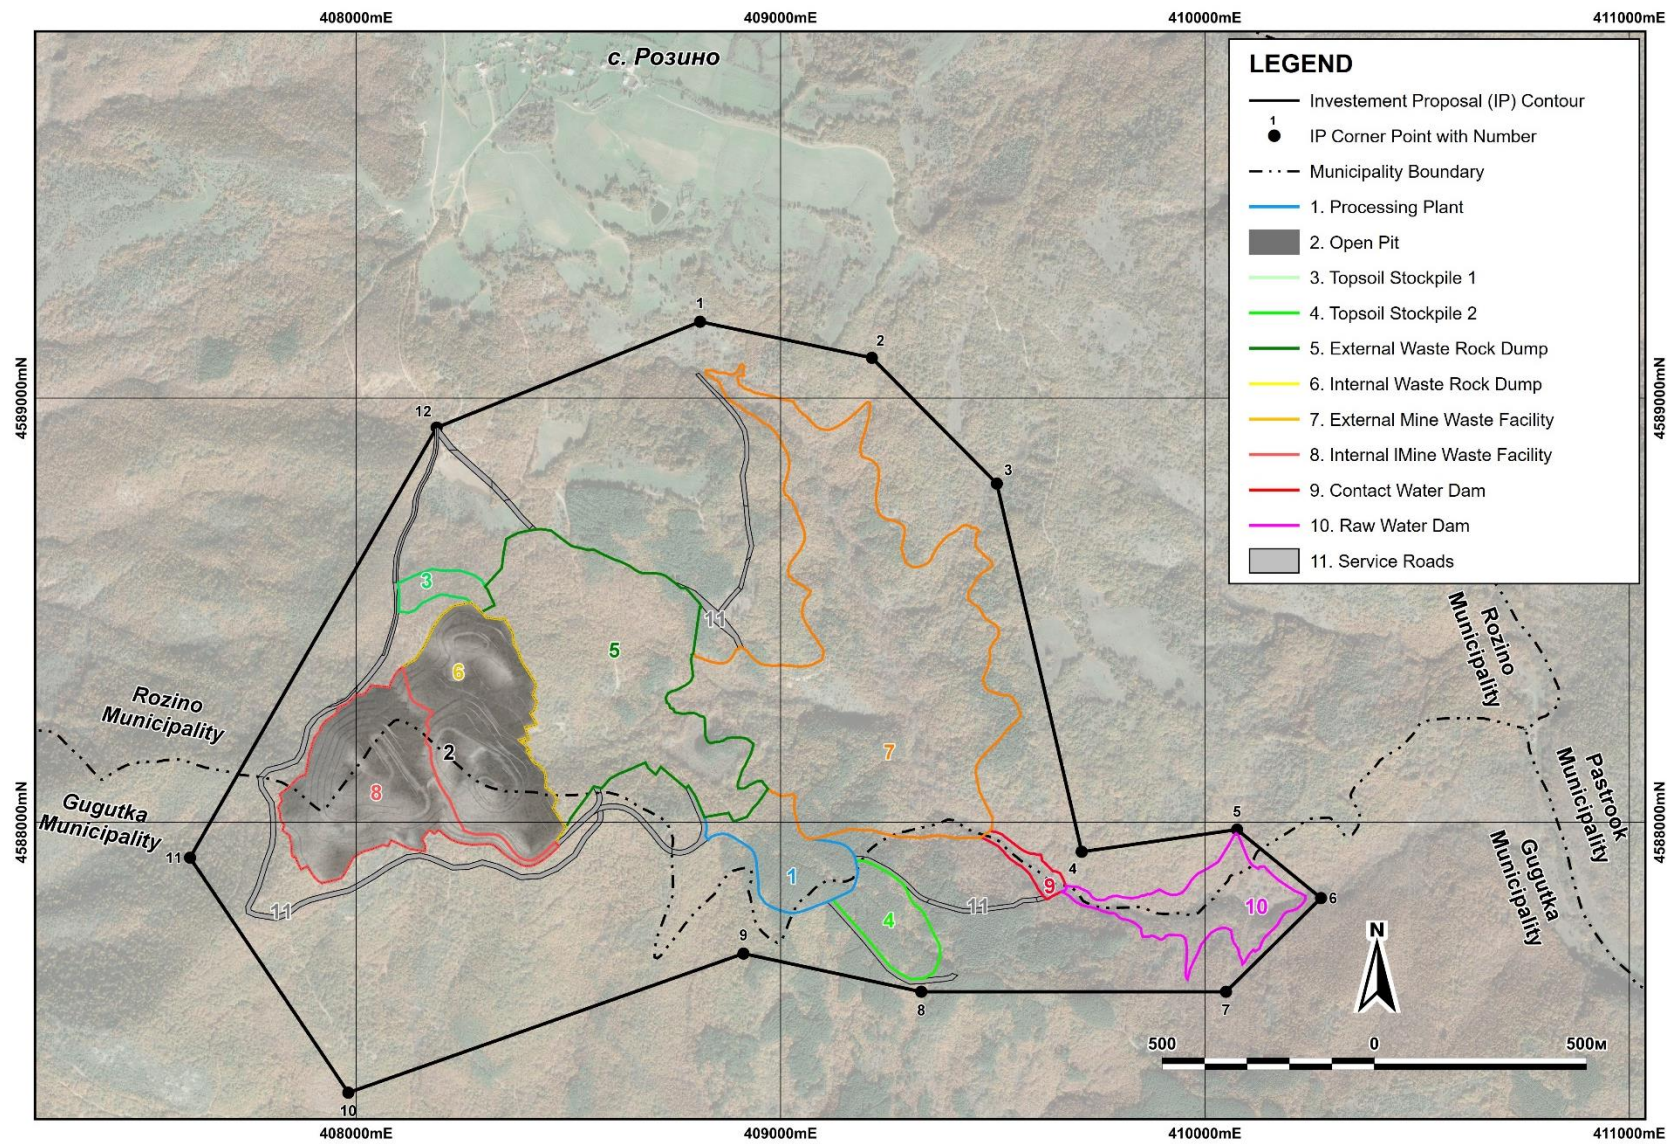 408000mE
409000mE
410000mE
411000mE
с. Розино
LEGEND
Investement Proposal (IP) Contour
1
IP Corner Point with Number
Municipality Boundary
1. Processing Plant
2. Open Pit
3. Topsoil Stockpile 1
4. Topsoil Stockpile 2
5. External Waste Rock Dump
6. Internal Waste Rock Dump
7. External Mine Waste Facility
8. Internal IMine Waste Facility
9. Contact Water Dam
10. Raw Water Dam
11. Service Roads
4589000mN
4589000mN
1
2
12
3
3
11
5
6
Rozino
Municipality
Rozino
Municipality
2
7
8
Gugutka
Municipality
Pastrook
Municipality
Gugutka
Municipality
4588000mN
4588000mN
5
11
4
1
9
6
11
11
10
4
9
8
7
N
10
500
0
500м
408000mE
409000mE
410000mE
411000mE